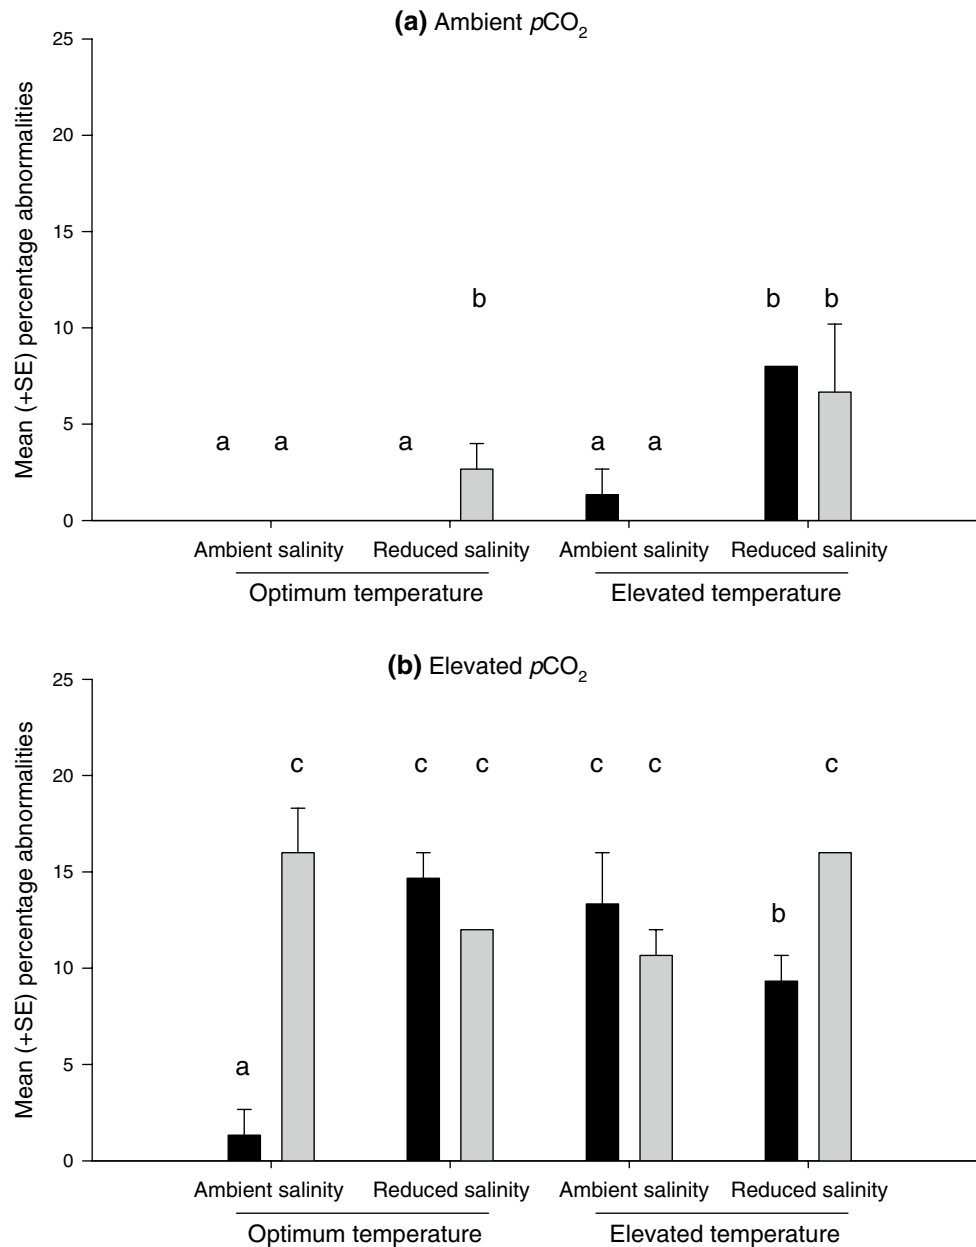 (a) Ambient pCO₂
Mean (+SE) percentage abnormalities
25
20
15
10
5
0
b
b b
a a a a a
Ambient salinity Reduced salinity Ambient salinity Reduced salinity
Optimum temperature Elevated temperature
(b) Elevated pCO₂
Mean (+SE) percentage abnormalities
25
20
15
10
5
0
c c c c c c
b
a
Ambient salinity Reduced salinity Ambient salinity Reduced salinity
Optimum temperature Elevated temperature